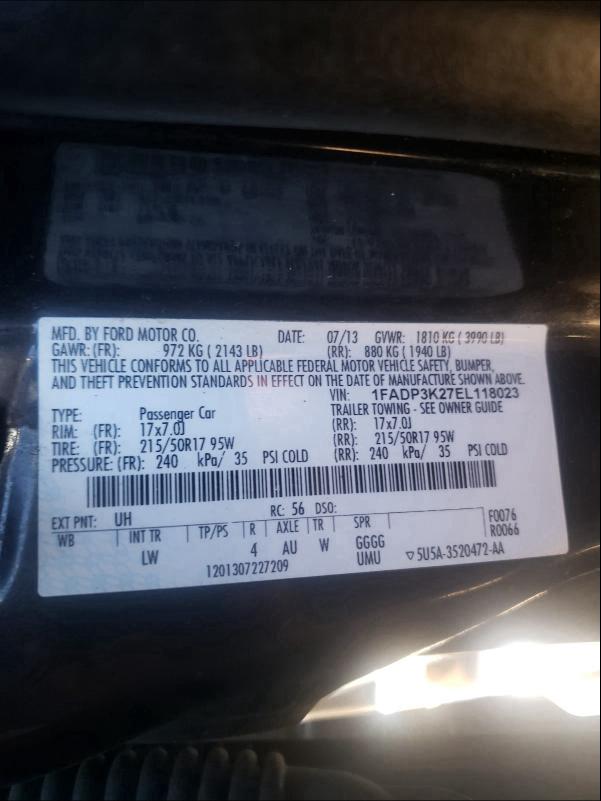 MFD. BY FORD MOTOR CO. DATE: 07/13 GVWR: 1810 KG ( 3990 LB)
GAWR: (FR): 972 KG ( 2143 LB) (RR): 880 KG ( 1940 LB)
THIS VEHICLE CONFORMS TO ALL APPLICABLE FEDERAL MOTOR VEHICLE SAFETY, BUMPER,
AND THEFT PREVENTION STANDARDS IN EFFECT ON THE DATE OF MANUFACTURE SHOWN ABOVE.
VIN: 1FADP3K27EL118023
TYPE: Passenger Car TRAILER TOWING - SEE OWNER GUIDE
RIM: (FR): 17x7.0J (RR): 17x7.0J
TIRE: (FR): 215/50R17 95W (RR): 215/50R17 95W
PRESSURE: (FR): 240 kPa/ 35 PSI COLD (RR): 240 kPa/ 35 PSI COLD
EXT PNT: UH RC: 56 DSO: F0076
WB INT TR TP/PS R AXLE TR SPR R0066
LW 4 AU W GGGG
UMU ▽5U5A-3520472-AA
1201307227209